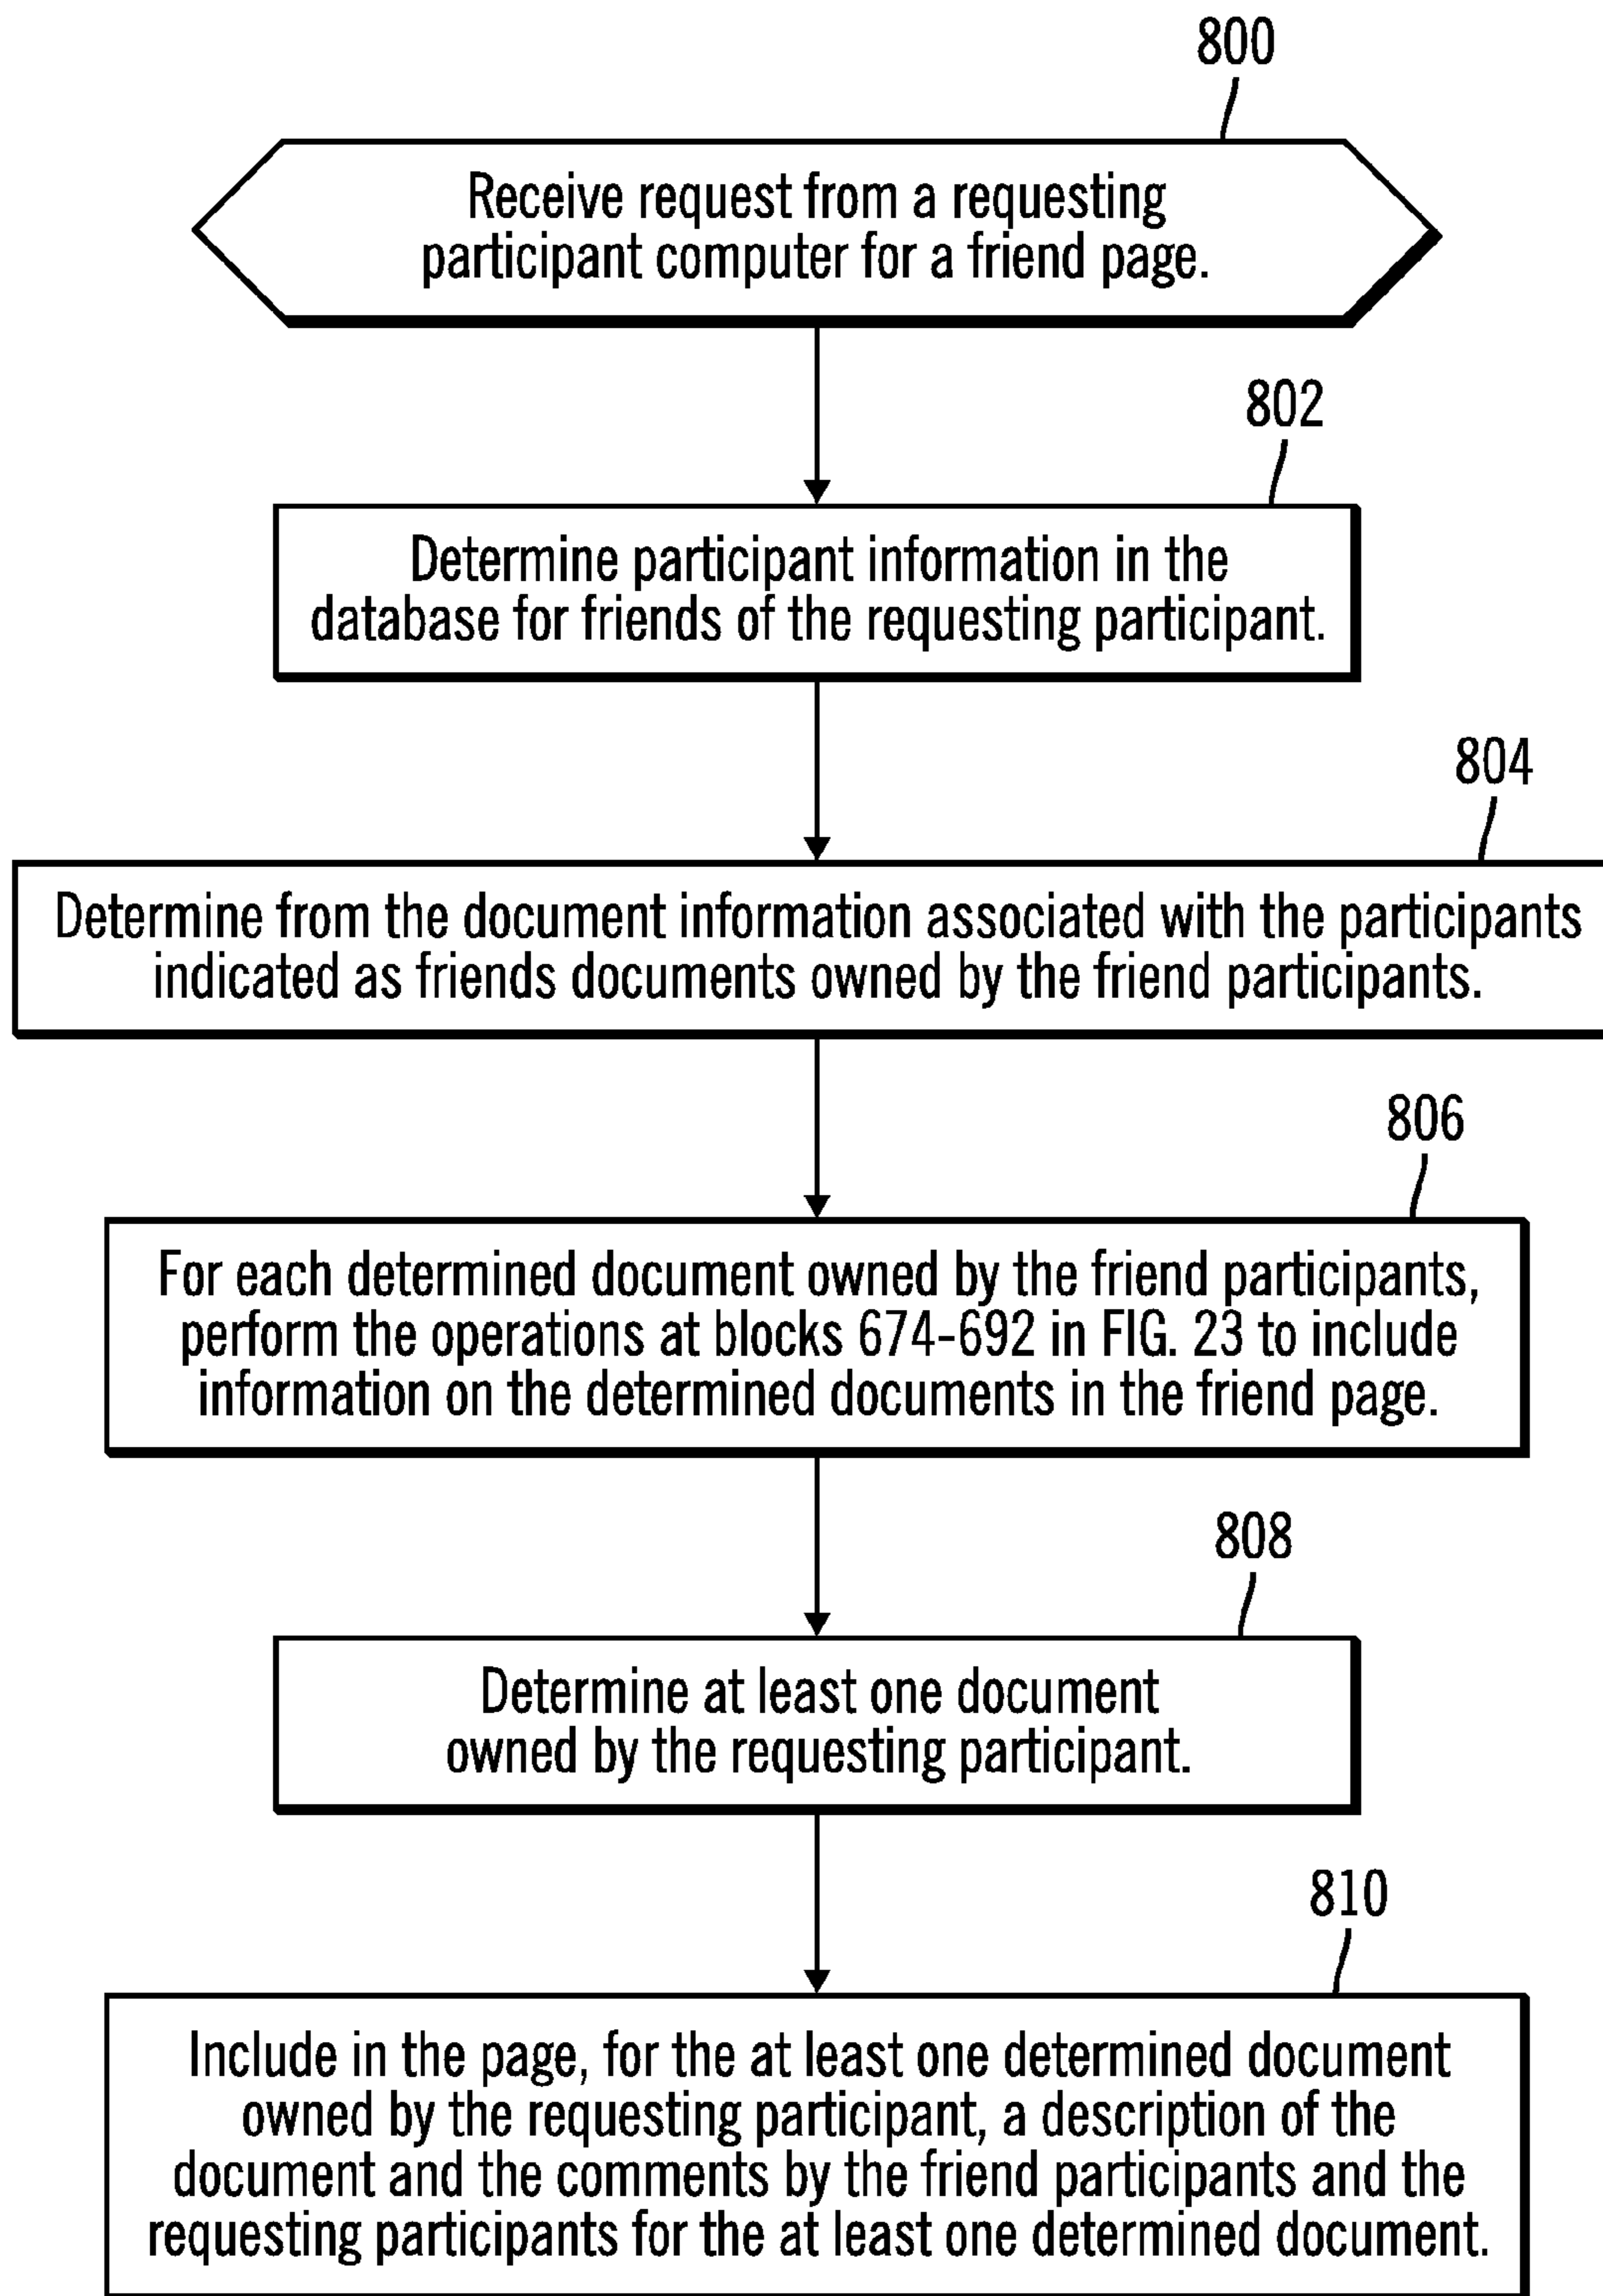 800
Receive request from a requesting
participant computer for a friend page.
802
Determine participant information in the
database for friends of the requesting participant.
804
Determine from the document information associated with the participants
indicated as friends documents owned by the friend participants.
806
For each determined document owned by the friend participants,
perform the operations at blocks 674-692 in FIG. 23 to include
information on the determined documents in the friend page.
808
Determine at least one document
owned by the requesting participant.
810
Include in the page, for the at least one determined document
owned by the requesting participant, a description of the
document and the comments by the friend participants and the
requesting participants for the at least one determined document.